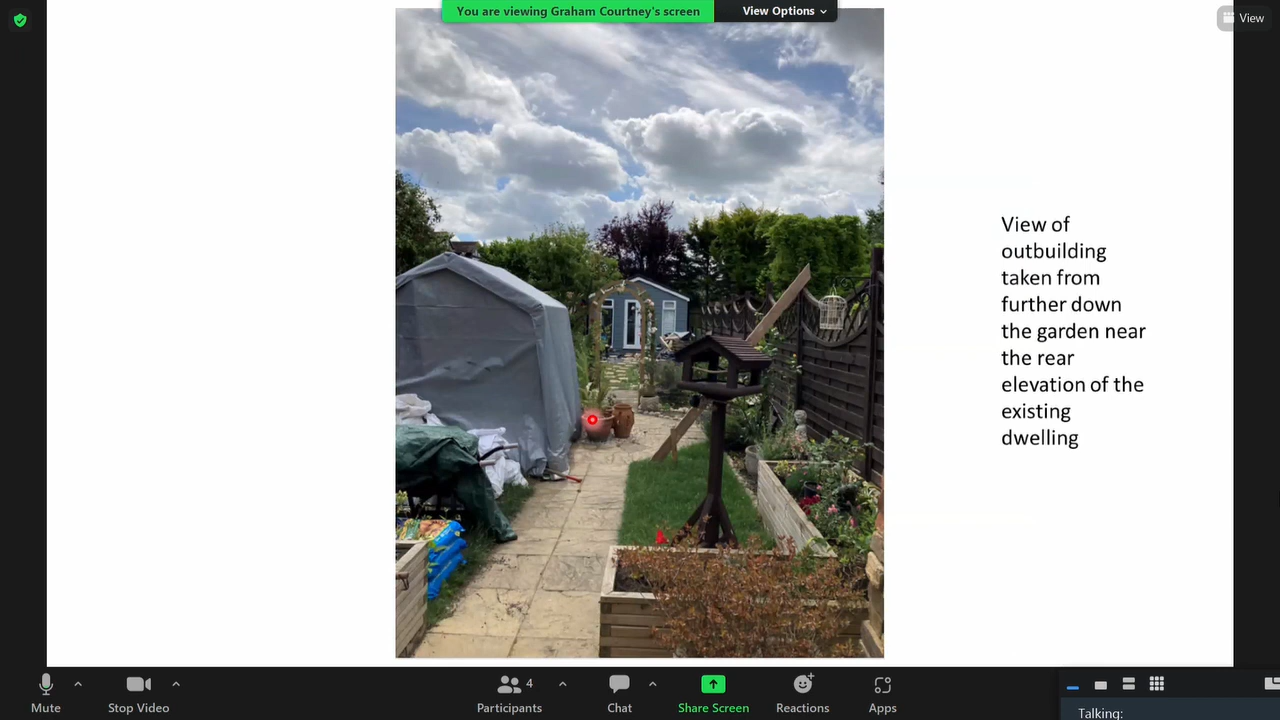 You are viewing Graham Courtney's screen
View Options
View
View of
outbuilding
taken from
further down
the garden near
the rear
elevation of the
existing
dwelling
Mute
Stop Video
Participants
4
Chat
Share Screen
Reactions
Apps
Talking: